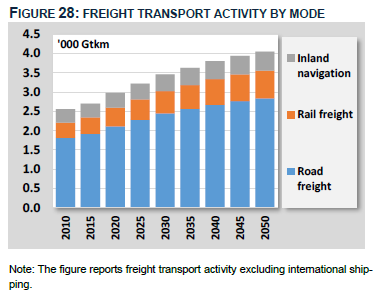 FIGURE 28: FREIGHT TRANSPORT ACTIVITY BY MODE
'000 Gtkm
4.5
4.0
3.5
3.0
2.5
2.0
1.5
1.0
0.5
0.0
2010
2015
2020
2025
2030
2035
2040
2045
2050
Inland
navigation
Rail freight
Road
freight
Note: The figure reports freight transport activity excluding international ship-
ping.